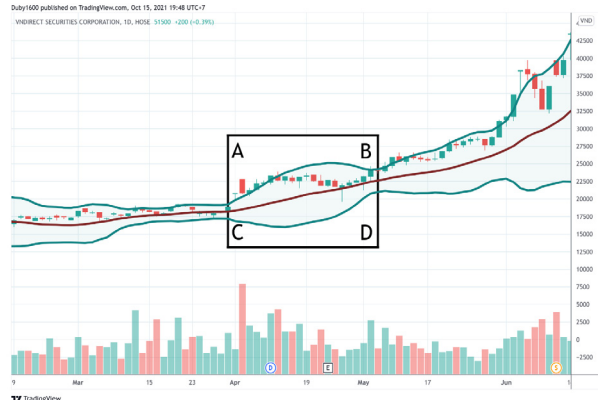 Duby1600 published on TradingView.com, Oct 15, 2021 19:48 UTC+7
VNDIRECT SECURITIES CORPORATION, 1D, HOSE 51500 +200 (+0.39%)
VND
42500
40000
37500
35000
32500
30000
27500
25000
22500
20000
17500
15000
12500
10000
7500
5000
2500
0
-2500
A B
C D
D E S
9 Mar 15 23 Apr 19 May 17 Jun 1
TradingView